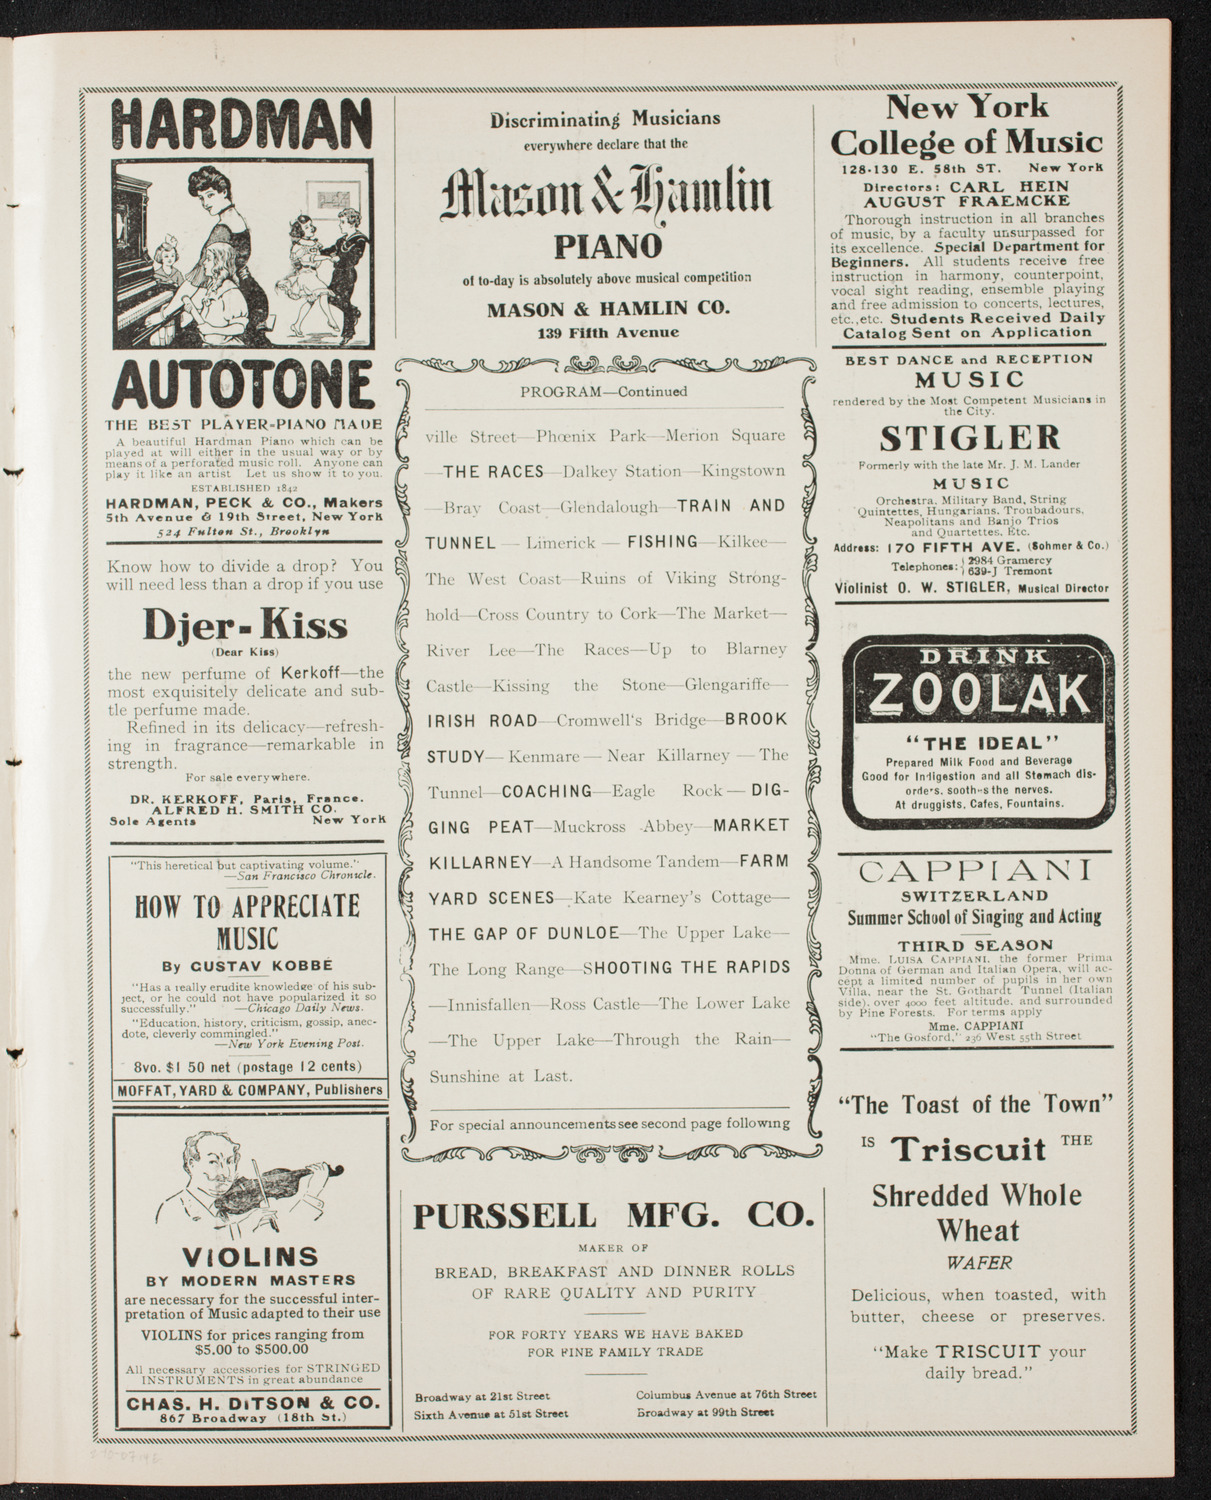 HARDMAN
AUTOTONE
THE BEST PLAYER-PIANO MADE
A beautiful Hardman Piano which can be
played at will either in the usual way or by
means of a perforated music roll. Anyone can
play it like an artist. Let us show it to you.
ESTABLISHED 1842
HARDMAN, PECK & CO., Makers
5th Avenue & 19th Street, New York
524 Fulton St., Brooklyn
Know how to divide a drop? You
will need less than a drop if you use
Djer-Kiss
(Dear Kiss)
the new perfume of Kerkoff—the
most exquisitely delicate and sub-
tle perfume made.
Refined in its delicacy—refresh-
ing in fragrance—remarkable in
strength.
For sale everywhere.
DR. KERKOFF, Paris, France.
ALFRED H. SMITH CO.
Sole Agents New York
"This heretical but captivating volume."
—San Francisco Chronicle.
HOW TO APPRECIATE
MUSIC
By GUSTAV KOBBÉ
"Has a really erudite knowledge of his sub-
ject, or he could not have popularized it so
successfully." —Chicago Daily News.
"Education, history, criticism, gossip, anec-
dote, cleverly commingled."
—New York Evening Post.
8vo. $1 50 net (postage 12 cents)
MOFFAT, YARD & COMPANY, Publishers
VIOLINS
BY MODERN MASTERS
are necessary for the successful inter-
pretation of Music adapted to their use
VIOLINS for prices ranging from
$5.00 to $500.00
All necessary accessories for STRINGED
INSTRUMENTS in great abundance
CHAS. H. DITSON & CO.
867 Broadway (18th St.)
Discriminating Musicians
everywhere declare that the
Mason & Hamlin
PIANO
of to-day is absolutely above musical competition
MASON & HAMLIN CO.
139 Fifth Avenue
PROGRAM—Continued
ville Street—Phœnix Park—Merion Square
—THE RACES—Dalkey Station—Kingstown
—Bray Coast—Glendalough—TRAIN AND
TUNNEL — Limerick — FISHING—Kilkee—
The West Coast—Ruins of Viking Strong-
hold—Cross Country to Cork—The Market—
River Lee—The Races—Up to Blarney
Castle—Kissing the Stone—Glengariffe—
IRISH ROAD—Cromwell's Bridge—BROOK
STUDY— Kenmare — Near Killarney — The
Tunnel—COACHING—Eagle Rock— DIG-
GING PEAT—Muckross Abbey—MARKET
KILLARNEY—A Handsome Tandem—FARM
YARD SCENES—Kate Kearney's Cottage—
THE GAP OF DUNLOE—The Upper Lake—
The Long Range—SHOOTING THE RAPIDS
—Innisfallen—Ross Castle—The Lower Lake
—The Upper Lake—Through the Rain—
Sunshine at Last.
For special announcements see second page following
PURSSELL MFG. CO.
MAKER OF
BREAD, BREAKFAST AND DINNER ROLLS
OF RARE QUALITY AND PURITY
FOR FORTY YEARS WE HAVE BAKED
FOR FINE FAMILY TRADE
Broadway at 21st Street Columbus Avenue at 76th Street
Sixth Avenue at 51st Street Broadway at 99th Street
New York
College of Music
128-130 E. 58th ST. New York
Directors: CARL HEIN
AUGUST FRAEMCKE
Thorough instruction in all branches
of music, by a faculty unsurpassed for
its excellence. Special Department for
Beginners. All students receive free
instruction in harmony, counterpoint,
vocal sight reading, ensemble playing
and free admission to concerts, lectures,
etc., etc. Students Received Daily
Catalog Sent on Application
BEST DANCE and RECEPTION
MUSIC
rendered by the Most Competent Musicians in
the City.
STIGLER
Formerly with the late Mr. J. M. Lander
MUSIC
Orchestra, Military Band, String
Quintettes, Hungarians, Troubadours,
Neapolitans and Banjo Trios
and Quartettes, Etc.
Address: 170 FIFTH AVE. (Sohmer & Co.)
Telephones: { 2984 Gramercy
639-J Tremont
Violinist O. W. STIGLER, Musical Director
DRINK
ZOOLAK
"THE IDEAL"
Prepared Milk Food and Beverage
Good for Indigestion and all Stomach dis-
orders. sooth-s the nerves.
At druggists, Cafes, Fountains.
CAPPIANI
SWITZERLAND
Summer School of Singing and Acting
THIRD SEASON
Mme. LUISA CAPPIANI, the former Prima
Donna of German and Italian Opera, will ac-
cept a limited number of pupils in her own
Villa, near the St. Gothardt Tunnel (Italian
side), over 4000 feet altitude, and surrounded
by Pine Forests. For terms apply
Mme. CAPPIANI
"The Gosford," 236 West 55th Street
"The Toast of the Town"
IS Triscuit THE
Shredded Whole
Wheat
WAFER
Delicious, when toasted, with
butter, cheese or preserves.
"Make TRISCUIT your
daily bread."